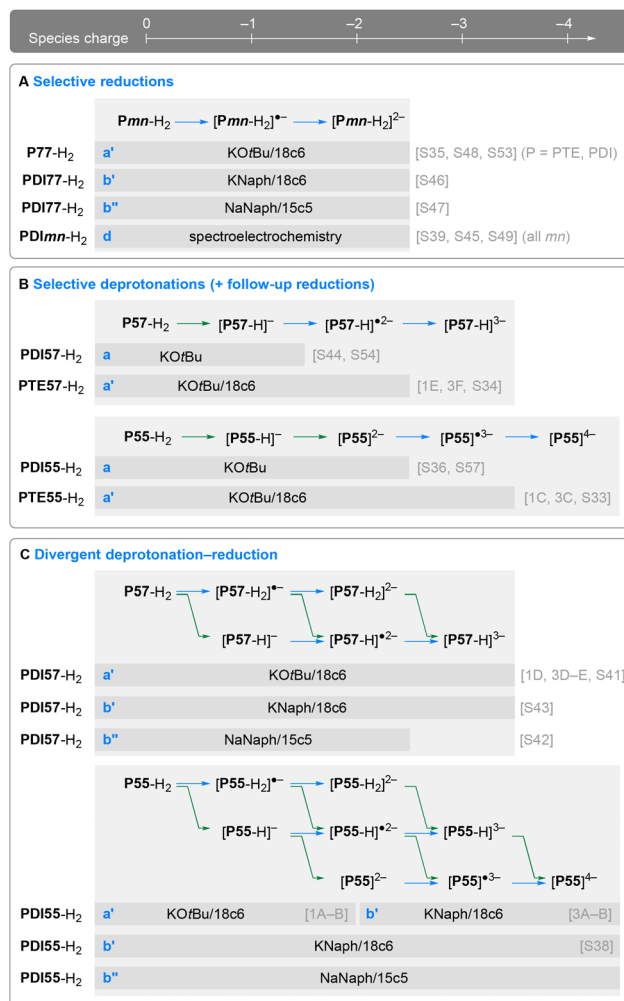 0 –1 –2 –3 –4
Species charge
A Selective reductions
Pmn-H₂ [Pmn-H₂]•– [Pmn-H₂]²–
P77-H₂ a' KOtBu/18c6 [S35, S48, S53] (P = PTE, PDI)
PDI77-H₂ b' KNaph/18c6 [S46]
PDI77-H₂ b" NaNaph/15c5 [S47]
PDImn-H₂ d spectroelectrochemistry [S39, S45, S49] (all mn)
B Selective deprotonations (+ follow-up reductions)
P57-H₂ [P57-H]– [P57-H]•2– [P57-H]³–
PDI57-H₂ a KOtBu [S44, S54]
PTE57-H₂ a' KOtBu/18c6 [1E, 3F, S34]
P55-H₂ [P55-H]– [P55]²– [P55]•3– [P55]⁴–
PDI55-H₂ a KOtBu [S36, S57]
PTE55-H₂ a' KOtBu/18c6 [1C, 3C, S33]
C Divergent deprotonation–reduction
P57-H₂ [P57-H₂]•– [P57-H₂]²–
[P57-H]– [P57-H]•2– [P57-H]³–
PDI57-H₂ a' KOtBu/18c6 [1D, 3D–E, S41]
PDI57-H₂ b' KNaph/18c6 [S43]
PDI57-H₂ b" NaNaph/15c5 [S42]
P55-H₂ [P55-H₂]•– [P55-H₂]²–
[P55-H]– [P55-H]•2– [P55-H]³–
[P55]²– [P55]•3– [P55]⁴–
PDI55-H₂ a' KOtBu/18c6 [1A–B] b' KNaph/18c6 [3A–B]
PDI55-H₂ b' KNaph/18c6 [S38]
PDI55-H₂ b" NaNaph/15c5